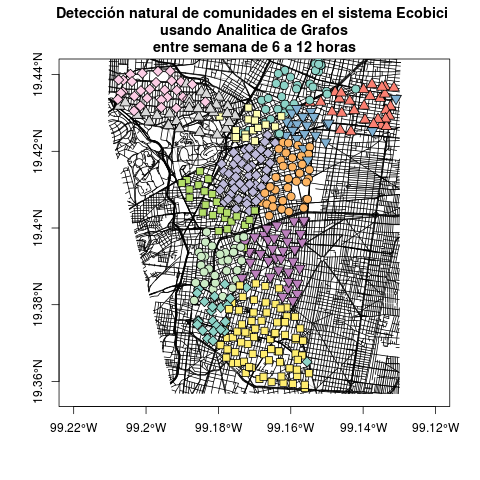 Detección natural de comunidades en el sistema Ecobici
usando Analitica de Grafos
entre semana de 6 a 12 horas
19.44°N
19.42°N
19.4°N
19.38°N
19.36°N
99.22°W 99.2°W 99.18°W 99.16°W 99.14°W 99.12°W